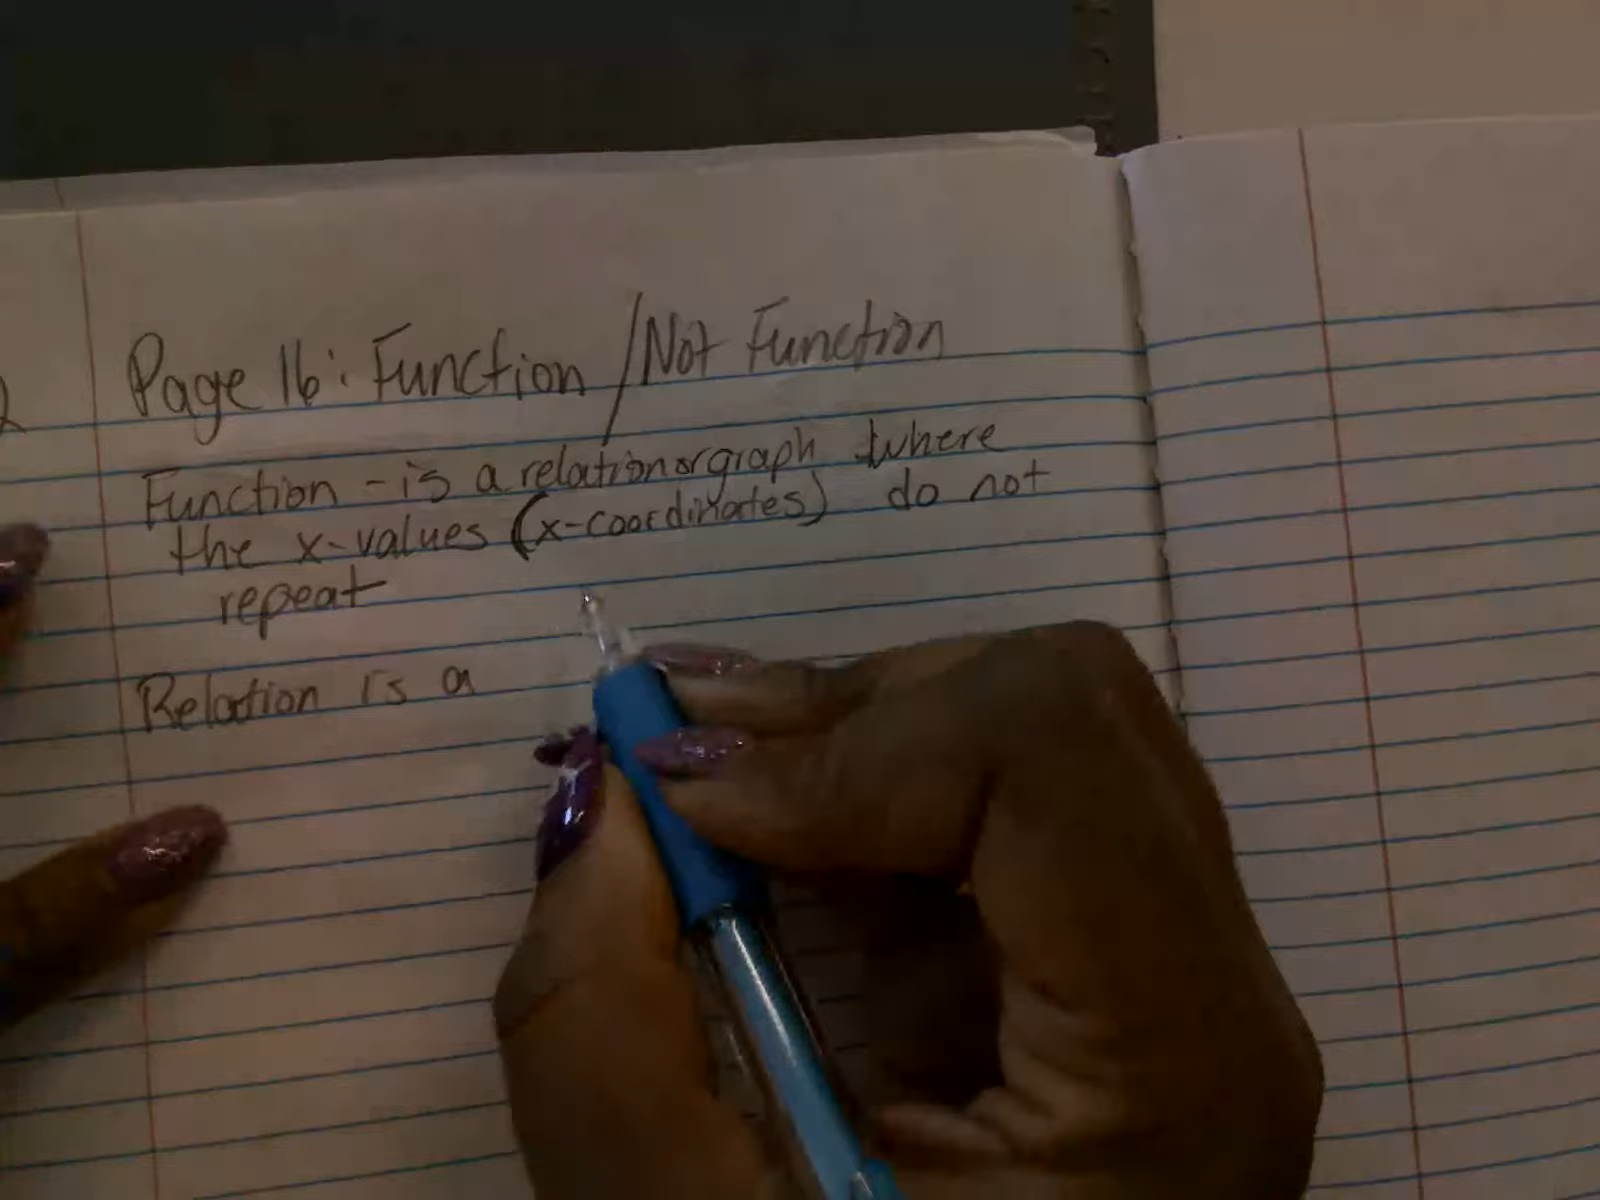 2
Page 16: Function / Not Function
Function - is a relation or graph where
the x-values (x-coordinates) do not
repeat
Relation is a